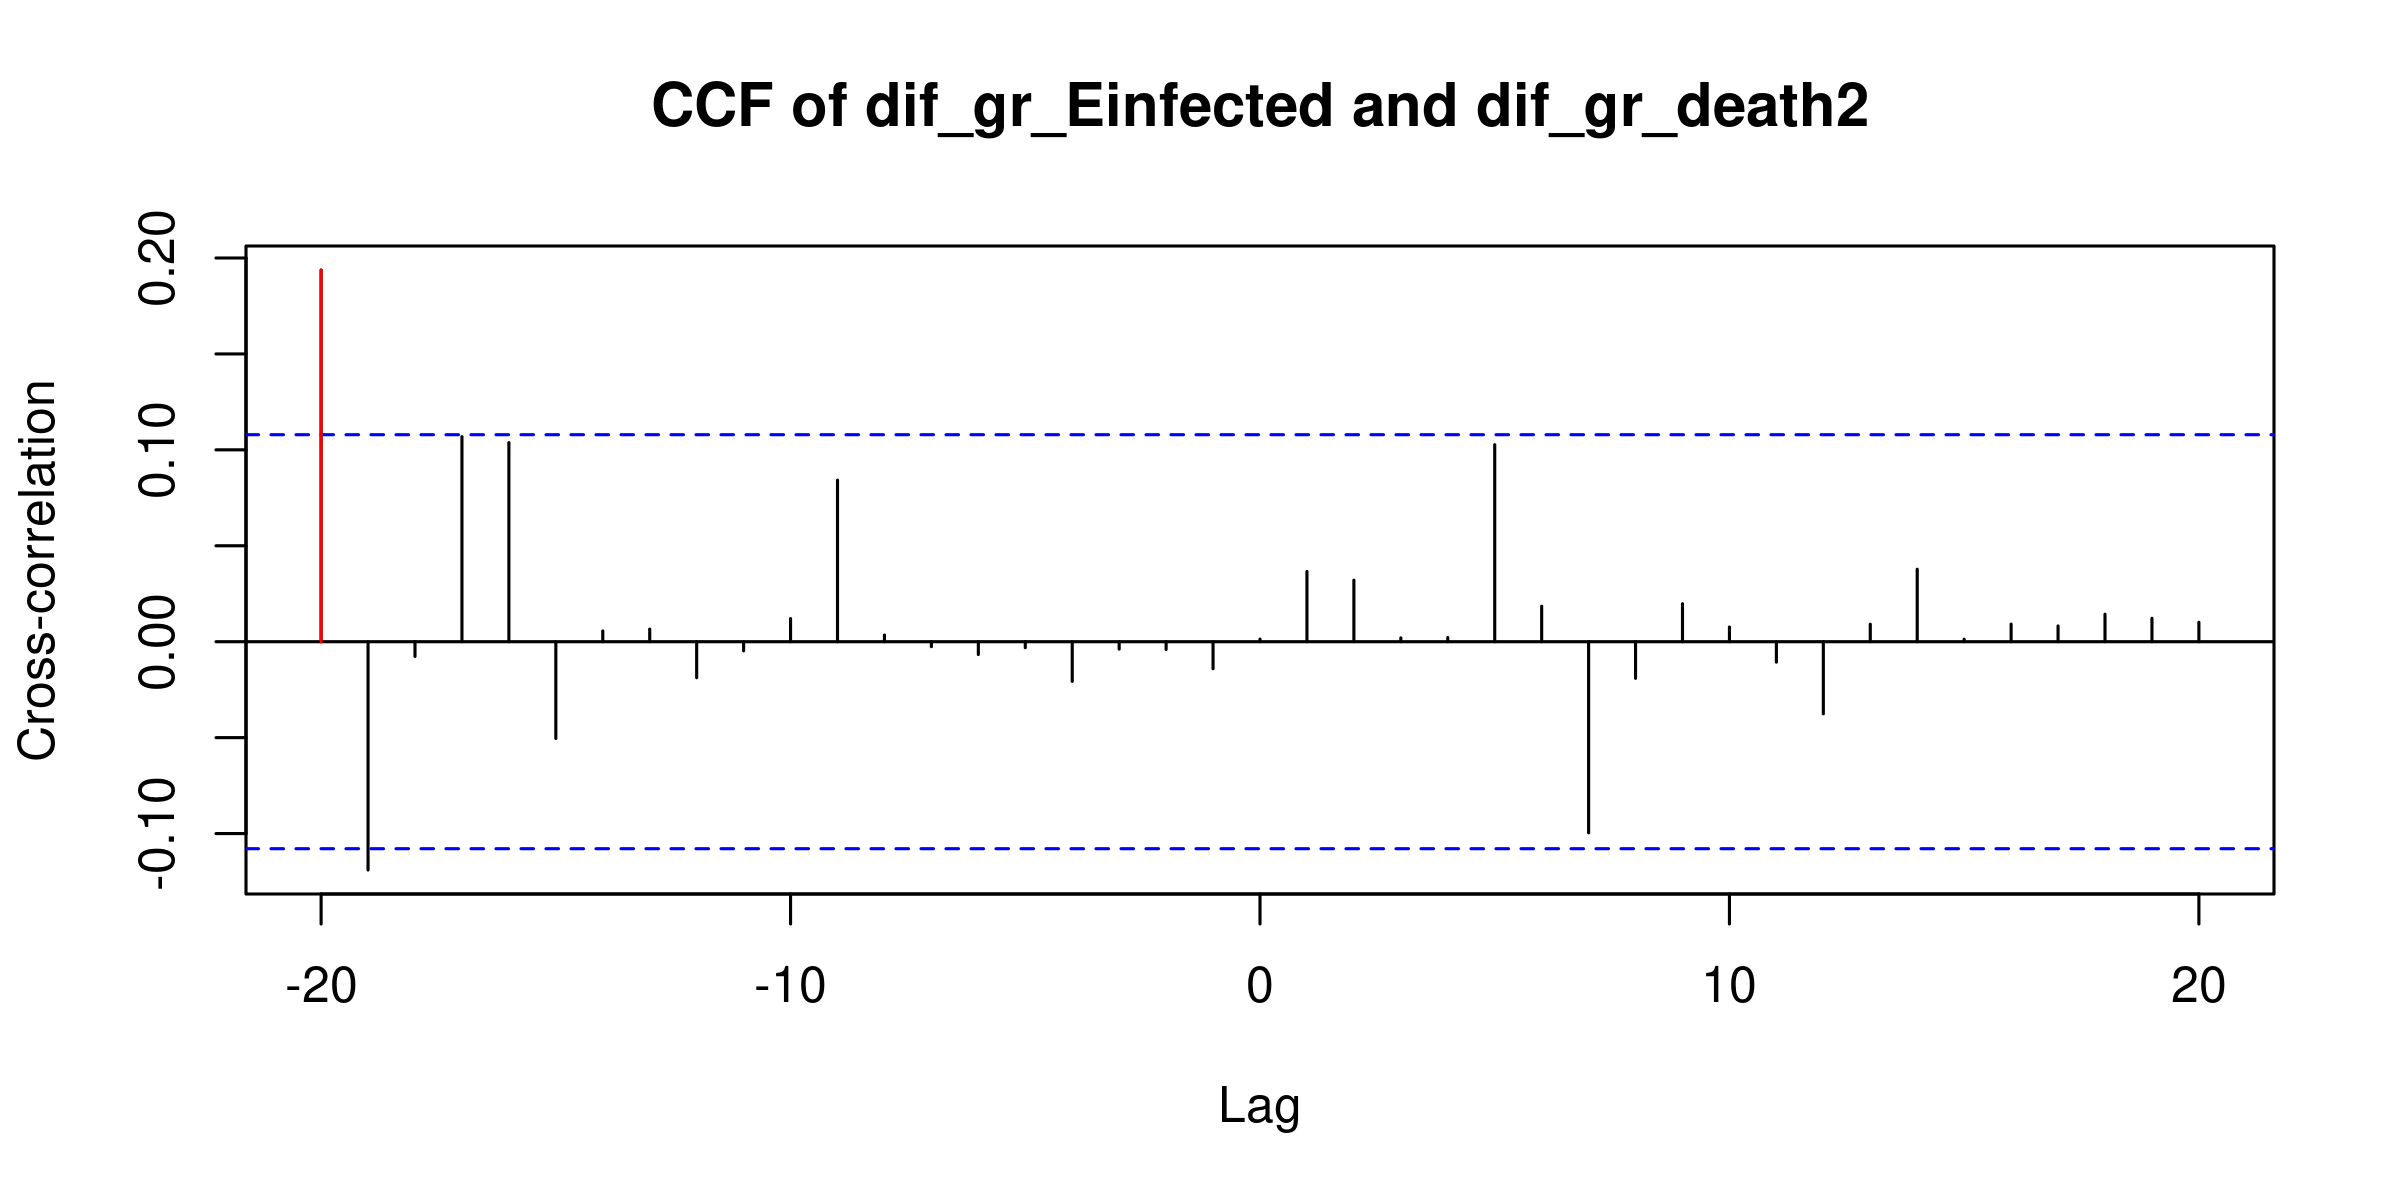 CCF of dif_gr_Einfected and dif_gr_death2
Cross-correlation
0.20
0.10
0.00
-0.10
-20 -10 0 10 20
Lag